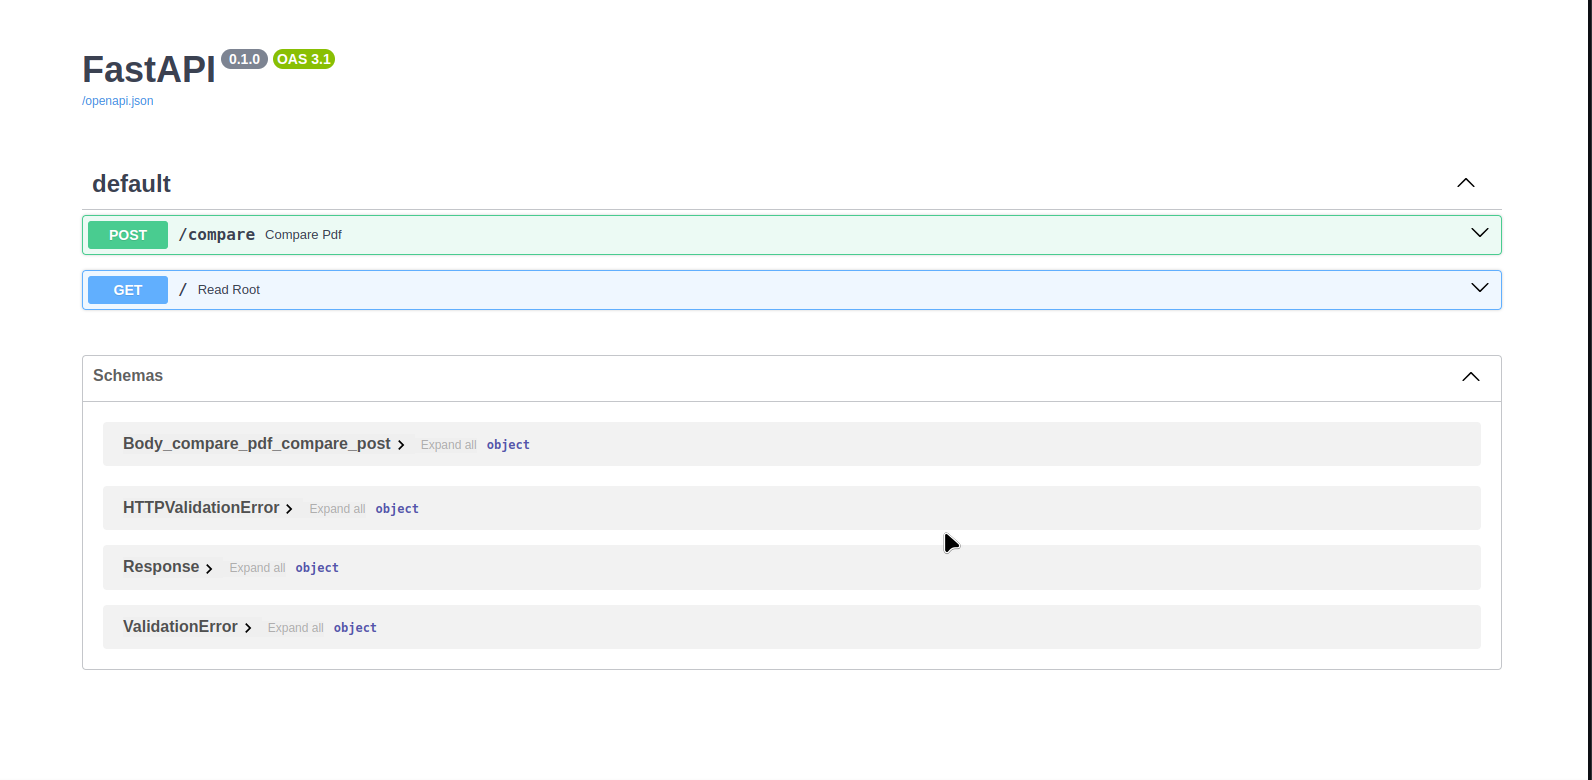 FastAPI 0.1.0 OAS 3.1
/openapi.json
default
POST /compare Compare Pdf
GET / Read Root
Schemas
Body_compare_pdf_compare_post Expand all object
HTTPValidationError Expand all object
Response Expand all object
ValidationError Expand all object